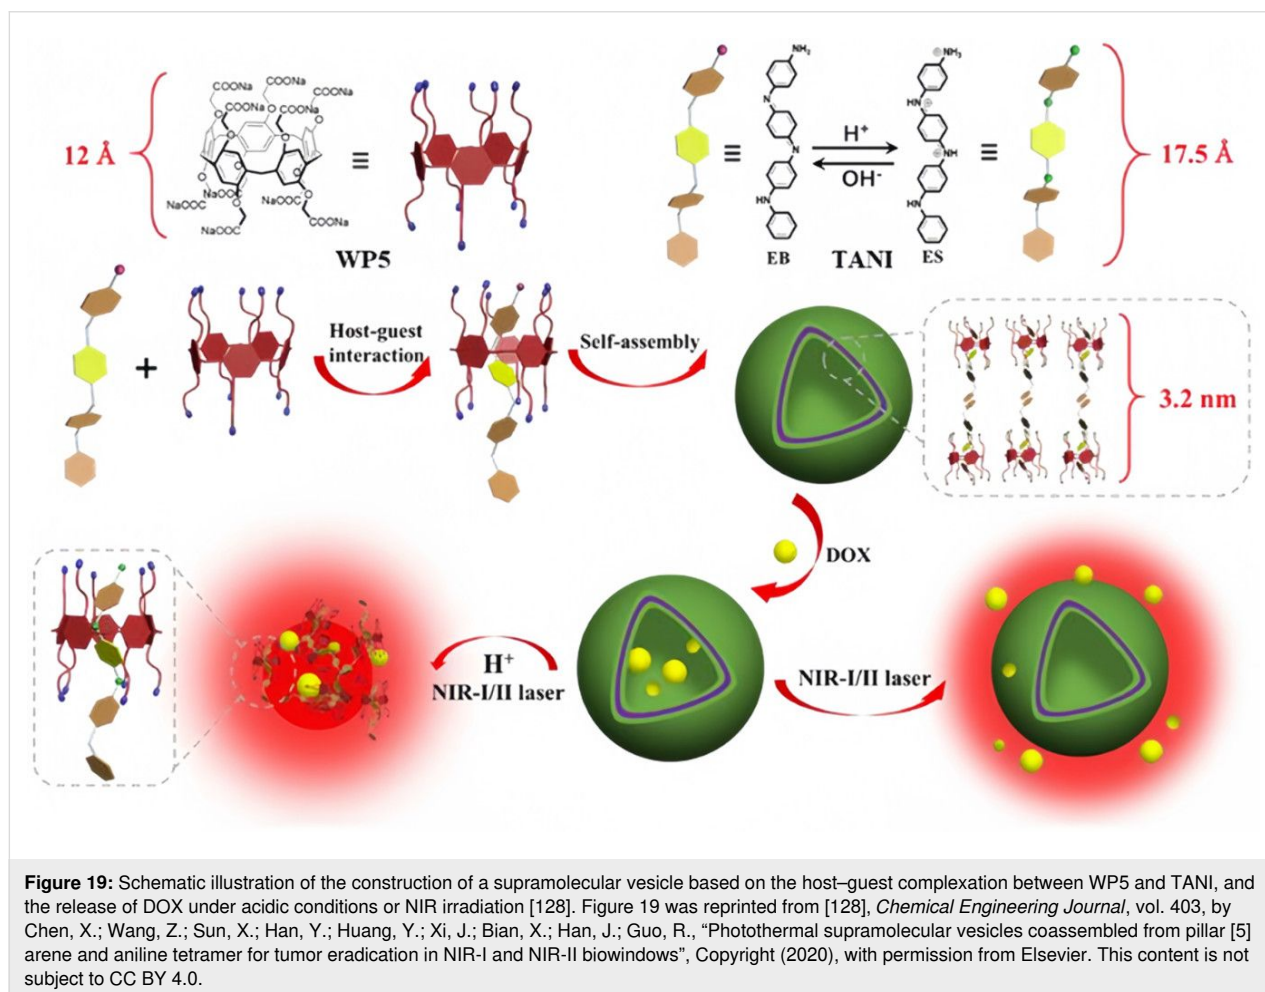 COONa
COONa
COONa
COONa
COONa
12 Å
≡
NaOOC
NaOOC
COONa
COONa
NaOOC
WP5
NH₂
N
N
HN
EB
≡
H⁺
OH⁻
TANI
⊕NH₃
HN⊕
⊕NH
HN
ES
≡
17.5 Å
+
Host-guest
interaction
Self-assembly
3.2 nm
DOX
H⁺
NIR-I/II laser
NIR-I/II laser
Figure 19: Schematic illustration of the construction of a supramolecular vesicle based on the host–guest complexation between WP5 and TANI, and
the release of DOX under acidic conditions or NIR irradiation [128]. Figure 19 was reprinted from [128], Chemical Engineering Journal, vol. 403, by
Chen, X.; Wang, Z.; Sun, X.; Han, Y.; Huang, Y.; Xi, J.; Bian, X.; Han, J.; Guo, R., “Photothermal supramolecular vesicles coassembled from pillar [5]
arene and aniline tetramer for tumor eradication in NIR-I and NIR-II biowindows”, Copyright (2020), with permission from Elsevier. This content is not
subject to CC BY 4.0.